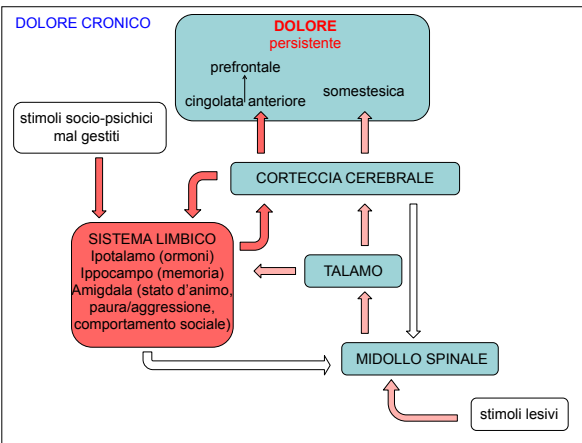 DOLORE CRONICO
DOLORE
persistente
prefrontale
cingolata anteriore
somestesica
stimoli socio-psichici
mal gestiti
CORTECCIA CEREBRALE
SISTEMA LIMBICO
Ipotalamo (ormoni)
Ippocampo (memoria)
Amigdala (stato d'animo,
paura/aggressione,
comportamento sociale)
TALAMO
MIDOLLO SPINALE
stimoli lesivi